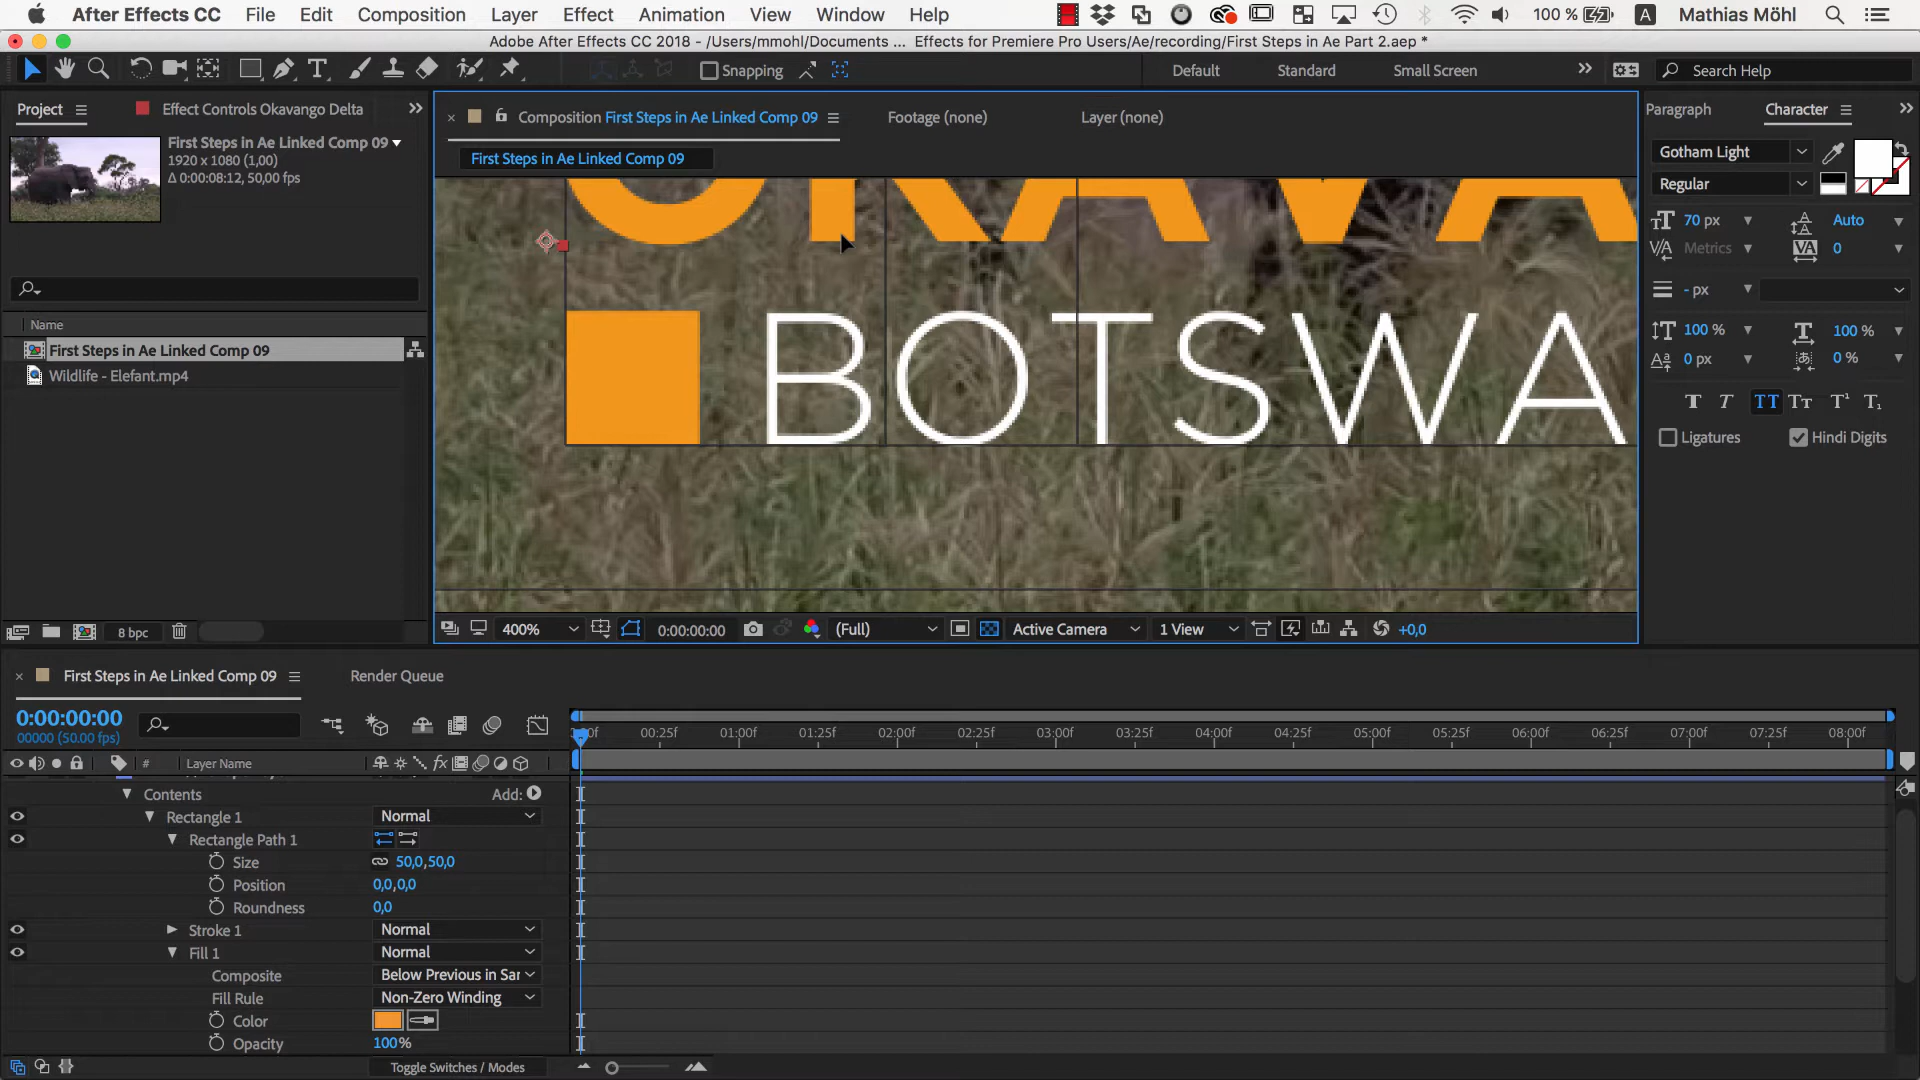 After Effects CC File Edit Composition Layer Effect Animation View Window Help 100 % A Mathias Möhl
Adobe After Effects CC 2018 - /Users/mmohl/Documents ... Effects for Premiere Pro Users/Ae/recording/First Steps in Ae Part 2.aep *
Snapping Default Standard Small Screen Search Help
Project Effect Controls Okavango Delta
First Steps in Ae Linked Comp 09
1920 x 1080 (1,00)
Δ 0:00:08:12, 50,00 fps
Name
First Steps in Ae Linked Comp 09
Wildlife - Elefant.mp4
8 bpc
Composition First Steps in Ae Linked Comp 09 Footage (none) Layer (none)
First Steps in Ae Linked Comp 09
OKAVA
BOTSWA
400% 0:00:00:00 (Full) Active Camera 1 View +0,0
Paragraph Character
Gotham Light
Regular
70 px Auto
Metrics 0
- px
100 % 100 %
0 px 0 %
T T TT Tt T¹ T₁
Ligatures Hindi Digits
First Steps in Ae Linked Comp 09 Render Queue
0:00:00:00
00000 (50.00 fps)
00:25f 01:00f 01:25f 02:00f 02:25f 03:00f 03:25f 04:00f 04:25f 05:00f 05:25f 06:00f 06:25f 07:00f 07:25f 08:00f
# Layer Name
Contents Add:
Rectangle 1 Normal
Rectangle Path 1
Size 50,0,50,0
Position 0,0,0,0
Roundness 0,0
Stroke 1 Normal
Fill 1 Normal
Composite Below Previous in Sar
Fill Rule Non-Zero Winding
Color
Opacity 100%
Toggle Switches / Modes